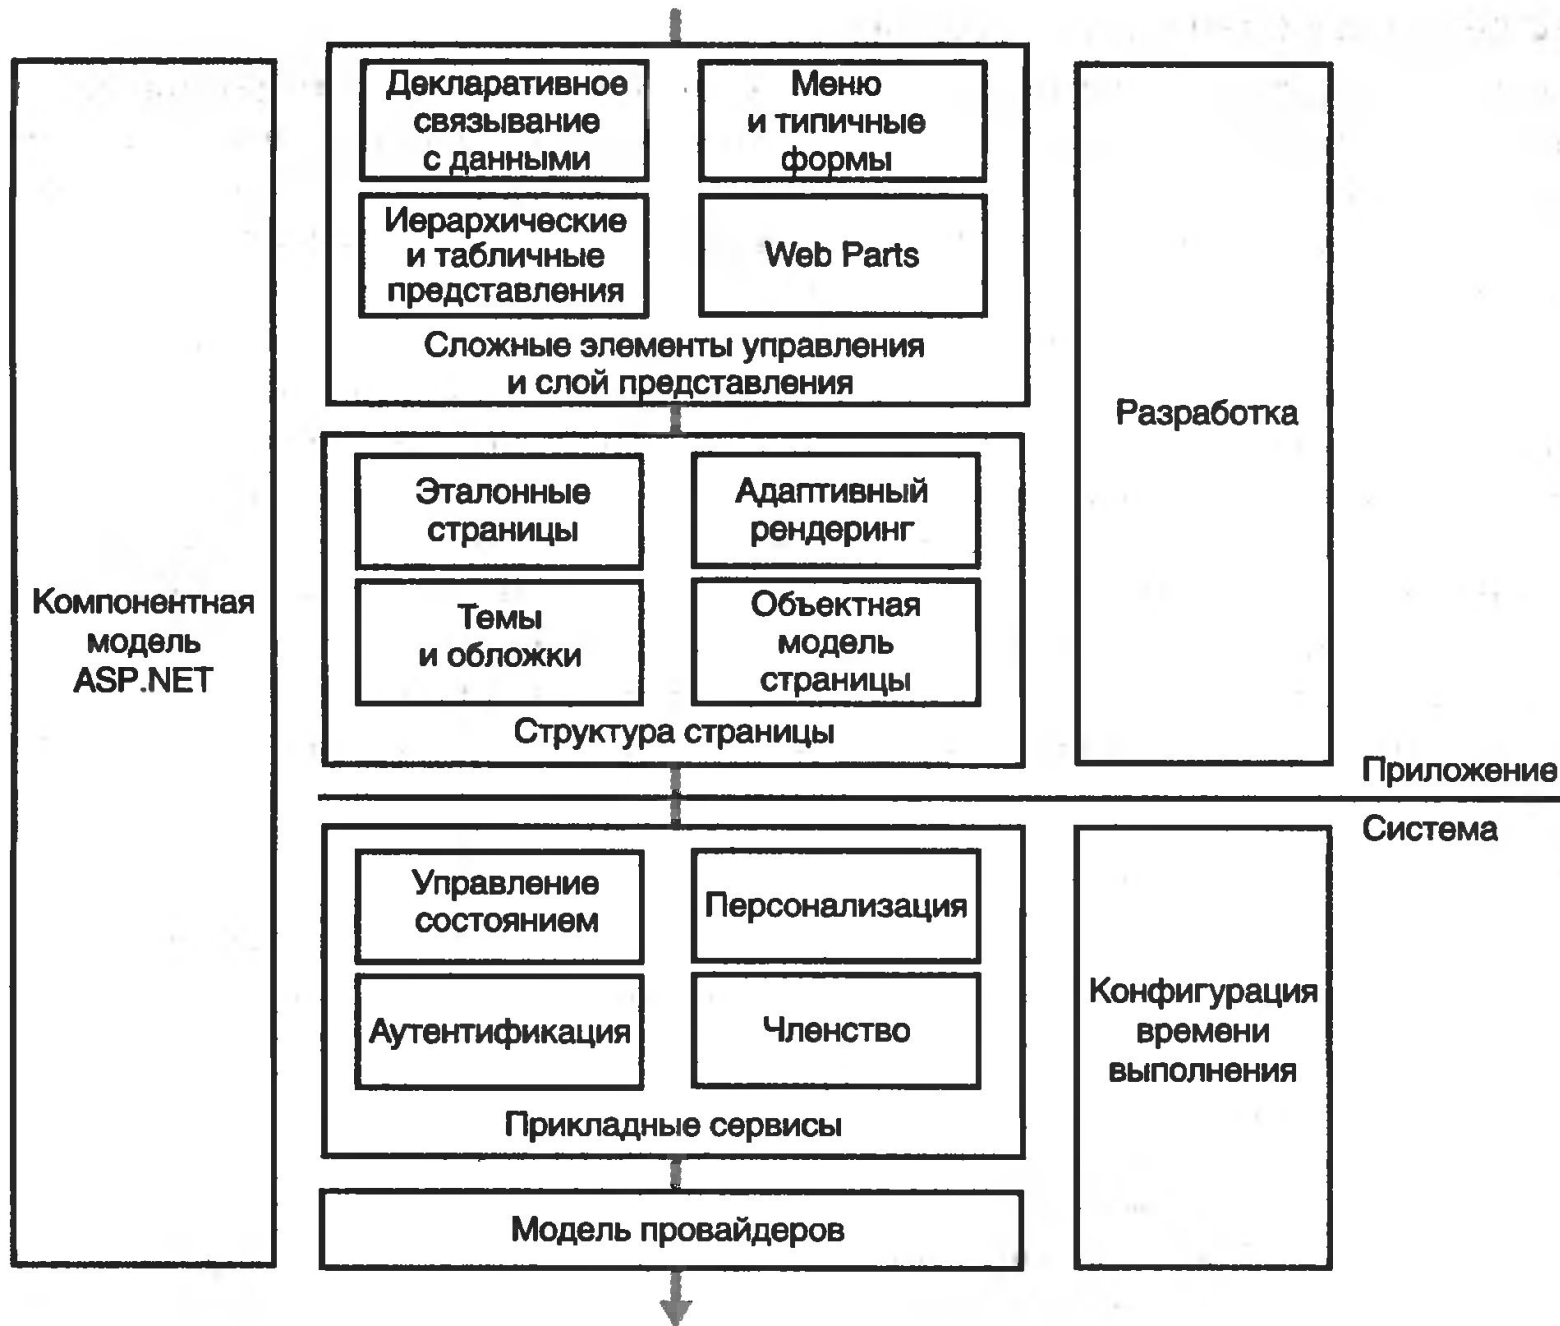 Декларативное
связывание
с данными
Меню
и типичные
формы
Иерархические
и табличные
представления
Web Parts
Сложные элементы управления
и слой представления
Разработка
Эталонные
страницы
Адаптивный
рендеринг
Компонентная
модель
ASP.NET
Темы
и обложки
Объектная
модель
страницы
Структура страницы
Приложение
Система
Управление
состоянием
Персонализация
Аутентификация
Членство
Конфигурация
времени
выполнения
Прикладные сервисы
Модель провайдеров